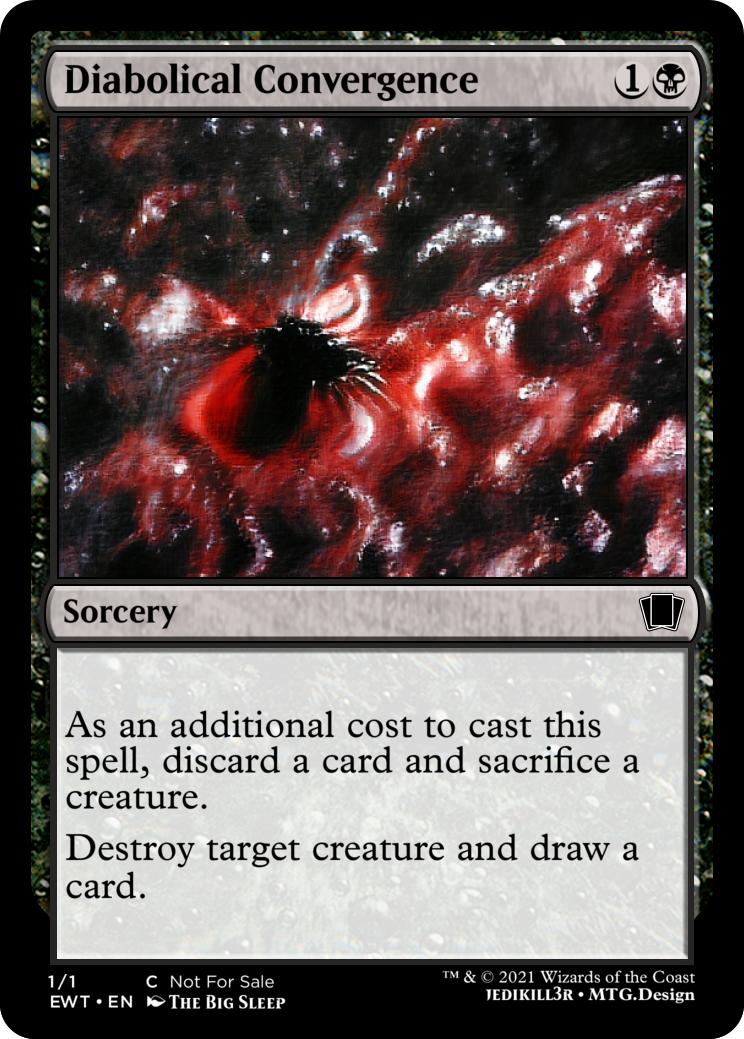 Diabolical Convergence 1
Sorcery
As an additional cost to cast this
spell, discard a card and sacrifice a
creature.
Destroy target creature and draw a
card.
1/1 C Not For Sale
EWT • EN THE BIG SLEEP
™ & © 2021 Wizards of the Coast
JEDIKILL3R • MTG.Design